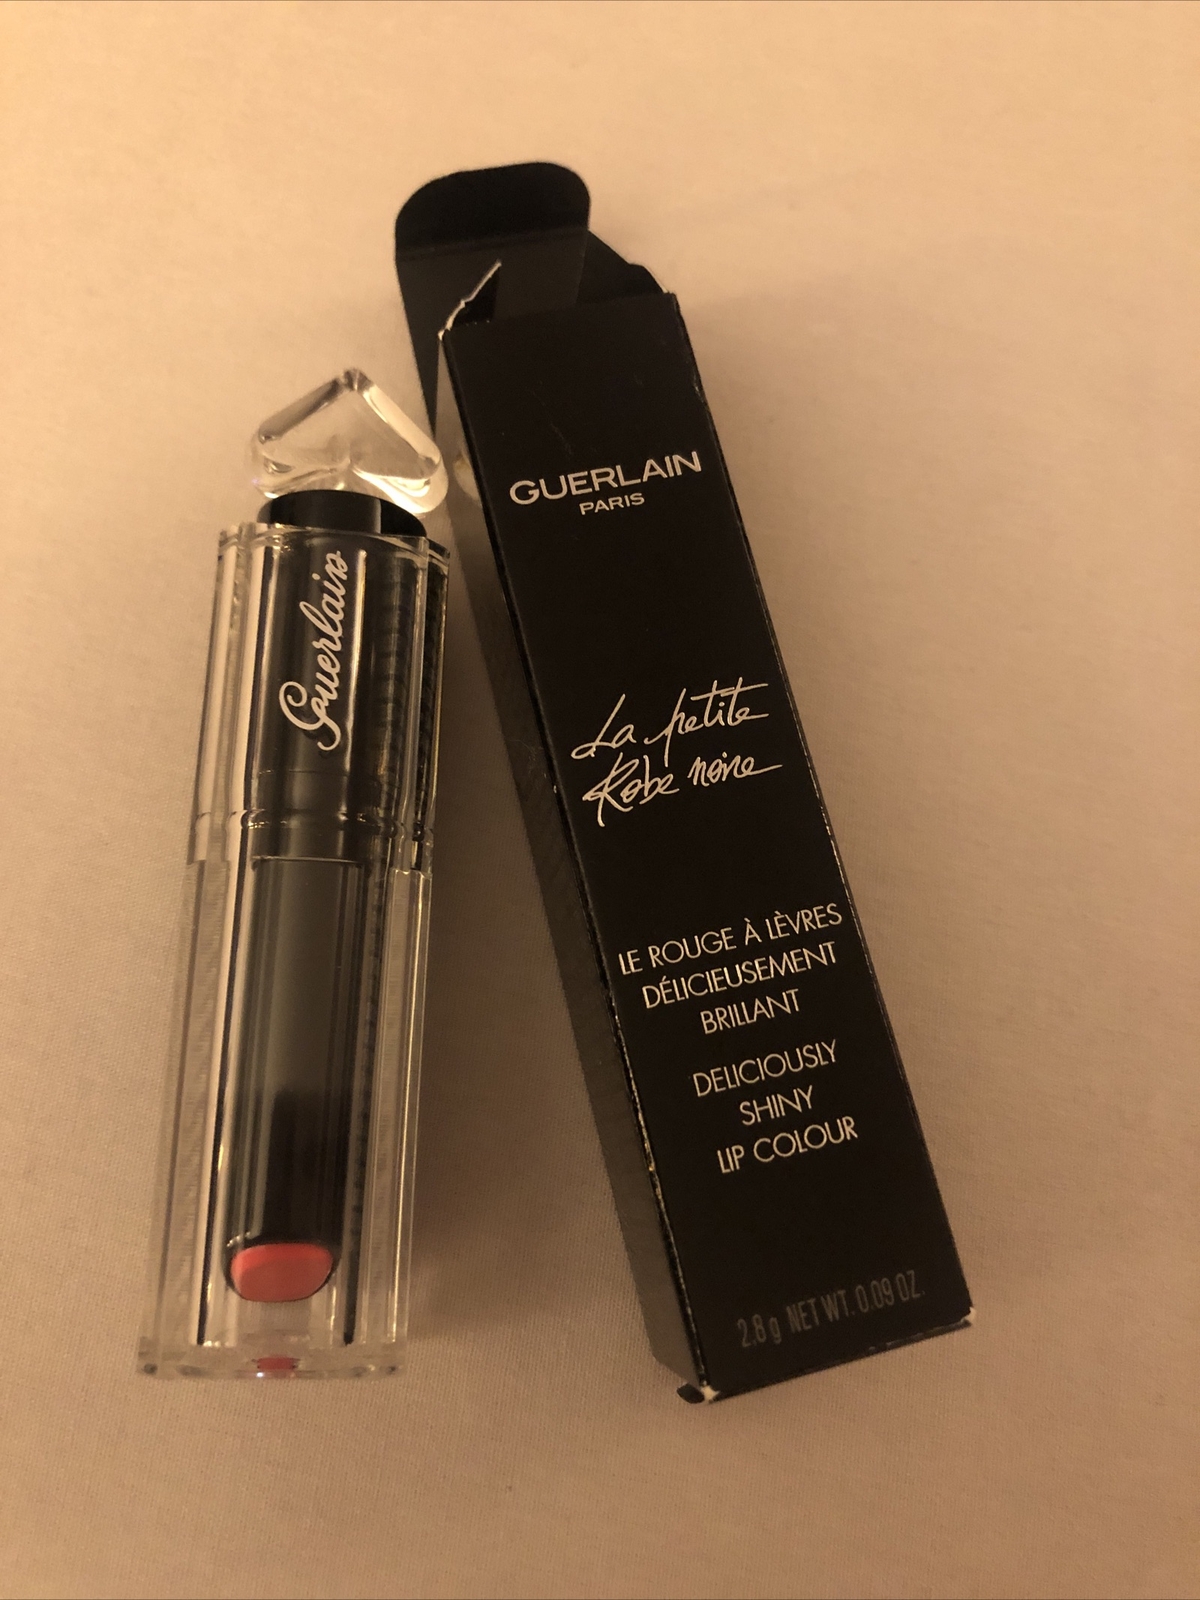 Guerlain
GUERLAIN
PARIS
La petite
Robe noire
LE ROUGE À LÈVRES
DÉLICIEUSEMENT
BRILLANT
DELICIOUSLY
SHINY
LIP COLOUR
2.8 g NET WT. 0.09 OZ.